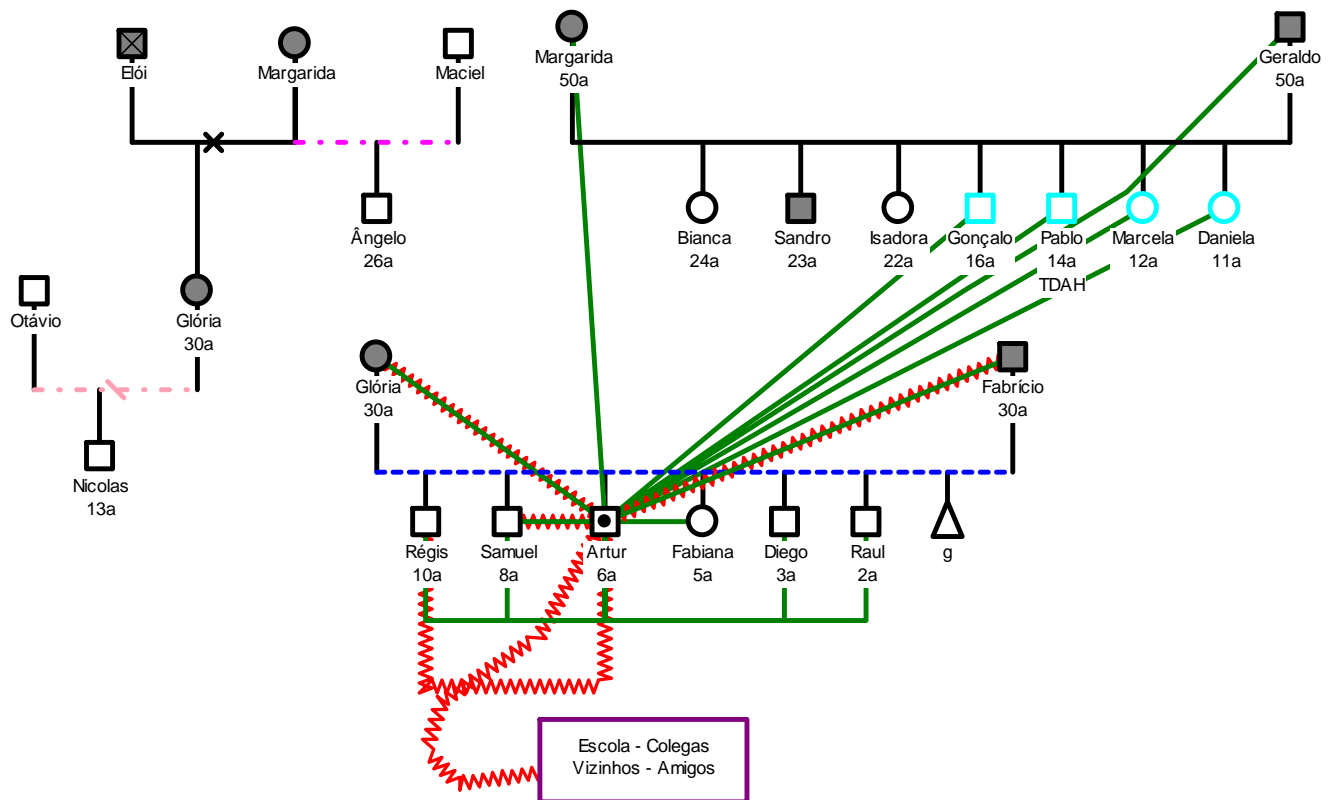 Elói
Margarida
Maciel
Margarida
50a
Geraldo
50a
Ângelo
26a
Bianca
24a
Sandro
23a
Isadora
22a
Gonçalo
16a
Pablo
14a
TDAH
Marcela
12a
Daniela
11a
Otávio
Glória
30a
Nicolas
13a
Glória
30a
Fabrício
30a
Régis
10a
Samuel
8a
Artur
6a
Fabiana
5a
Diego
3a
Raul
2a
g
Escola - Colegas
Vizinhos - Amigos